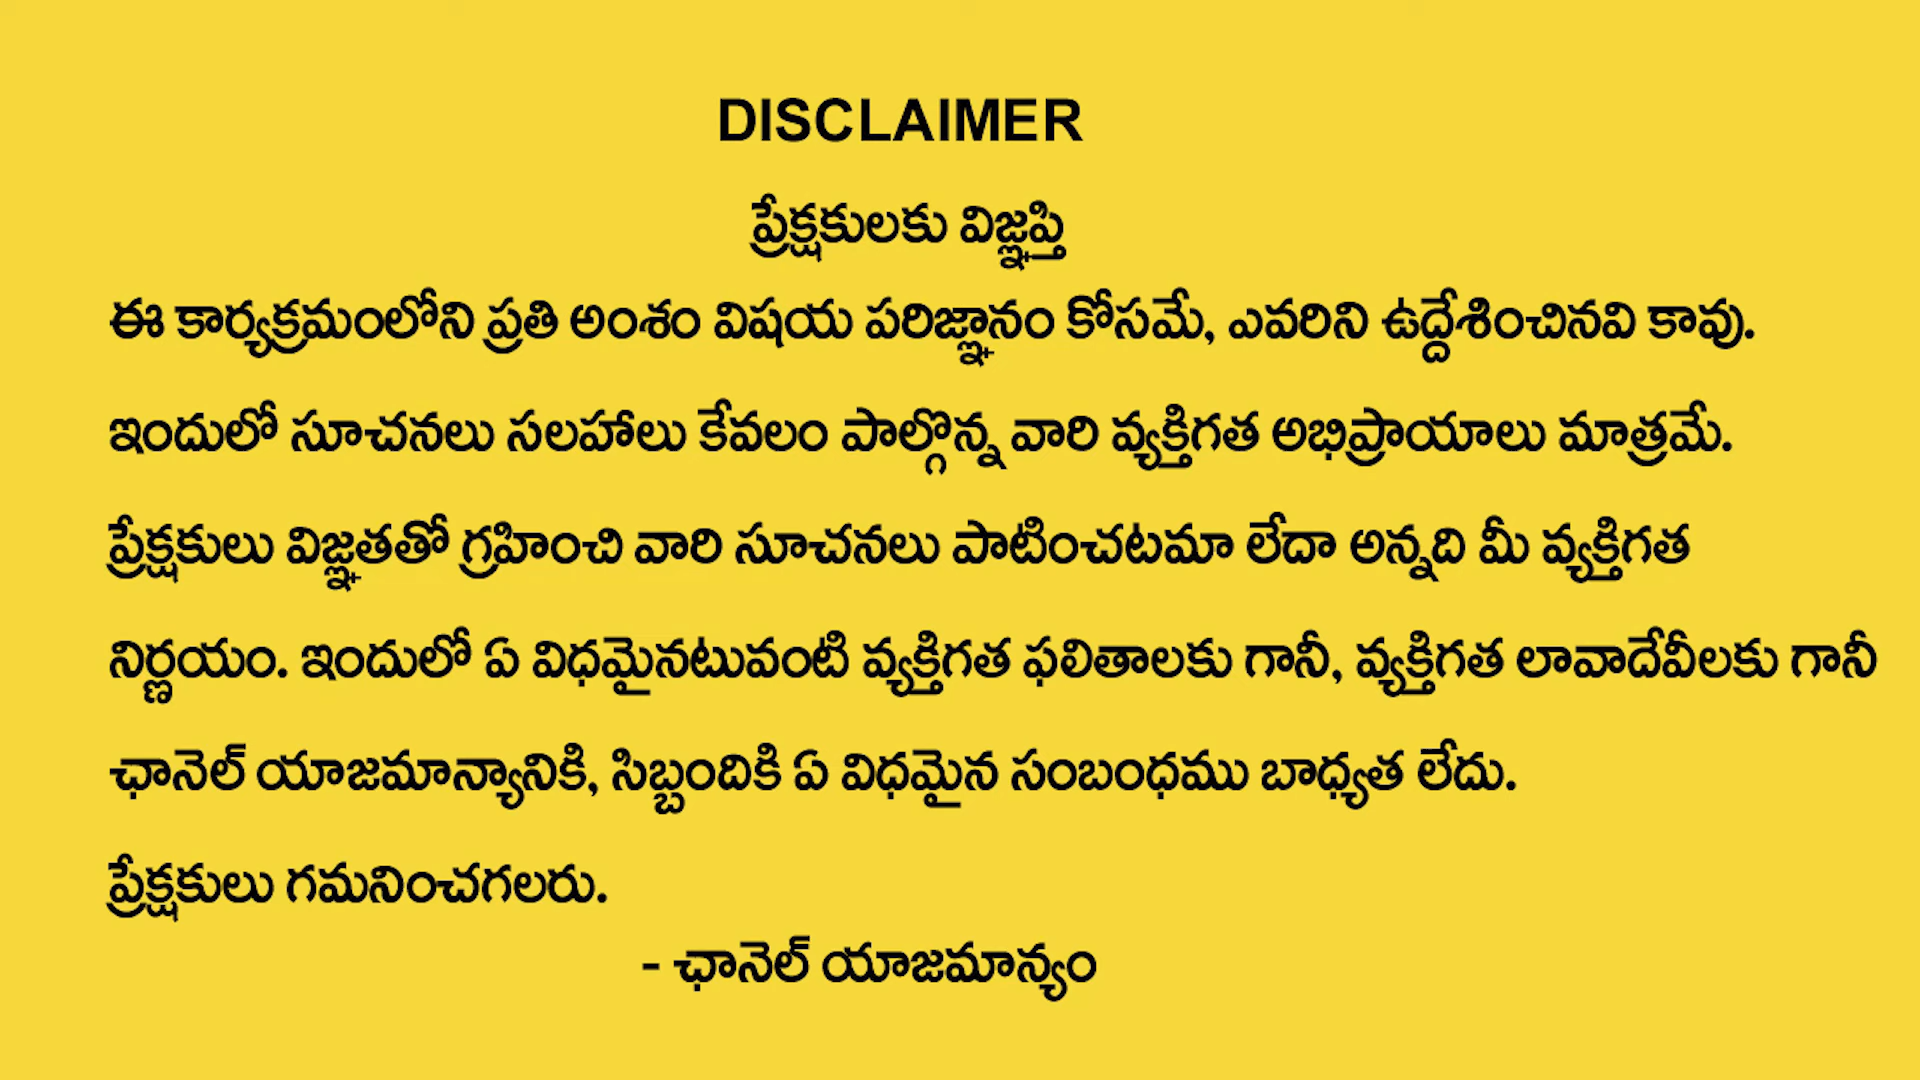 DISCLAIMER
ప్రేక్షకులకు విజ్ఞప్తి
ఈ కార్యక్రమంలోని ప్రతి అంశం విషయ పరిజ్ఞానం కోసమే, ఎవరిని ఉద్దేశించినవి కావు.
ఇందులో సూచనలు సలహాలు కేవలం పాల్గొన్న వారి వ్యక్తిగత అభిప్రాయాలు మాత్రమే.
ప్రేక్షకులు విజ్ఞతతో గ్రహించి వారి సూచనలు పాటించటమా లేదా అన్నది మీ వ్యక్తిగత
నిర్ణయం. ఇందులో ఏ విధమైనటువంటి వ్యక్తిగత ఫలితాలకు గానీ, వ్యక్తిగత లావాదేవీలకు గానీ
ఛానెల్ యాజమాన్యానికి, సిబ్బందికి ఏ విధమైన సంబంధము బాధ్యత లేదు.
ప్రేక్షకులు గమనించగలరు.
- ఛానెల్ యాజమాన్యం